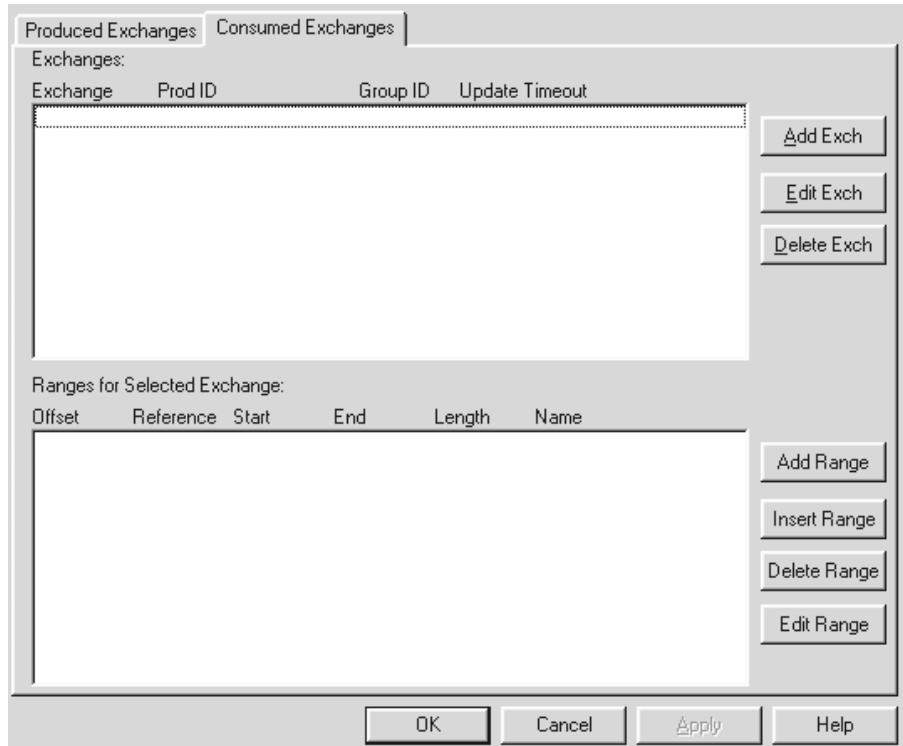 Produced Exchanges Consumed Exchanges
Exchanges:
Exchange Prod ID Group ID Update Timeout
Add Exch
Edit Exch
Delete Exch
Ranges for Selected Exchange:
Offset Reference Start End Length Name
Add Range
Insert Range
Delete Range
Edit Range
OK Cancel Apply Help